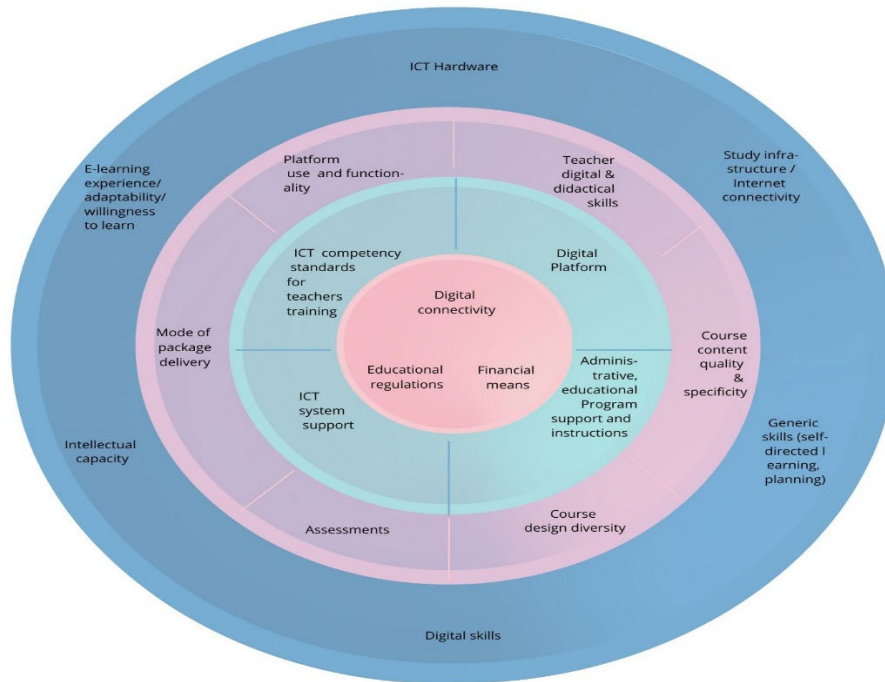 ICT Hardware
E-learning
experience/
adaptability/
willingness
to learn
Platform
use and function-
ality
Teacher
digital &
didactical
skills
Study infra-
structure /
Internet
connectivity
ICT competency
standards
for
teachers
training
Digital
Platform
Digital
connectivity
Mode of
package
delivery
Educational
regulations
Financial
means
Adminis-
trative,
educational
Program
support and
instructions
Course
content
quality
&
specificity
ICT
system
support
Intellectual
capacity
Generic
skills (self-
directed l
earning,
planning)
Assessments
Course
design diversity
Digital skills